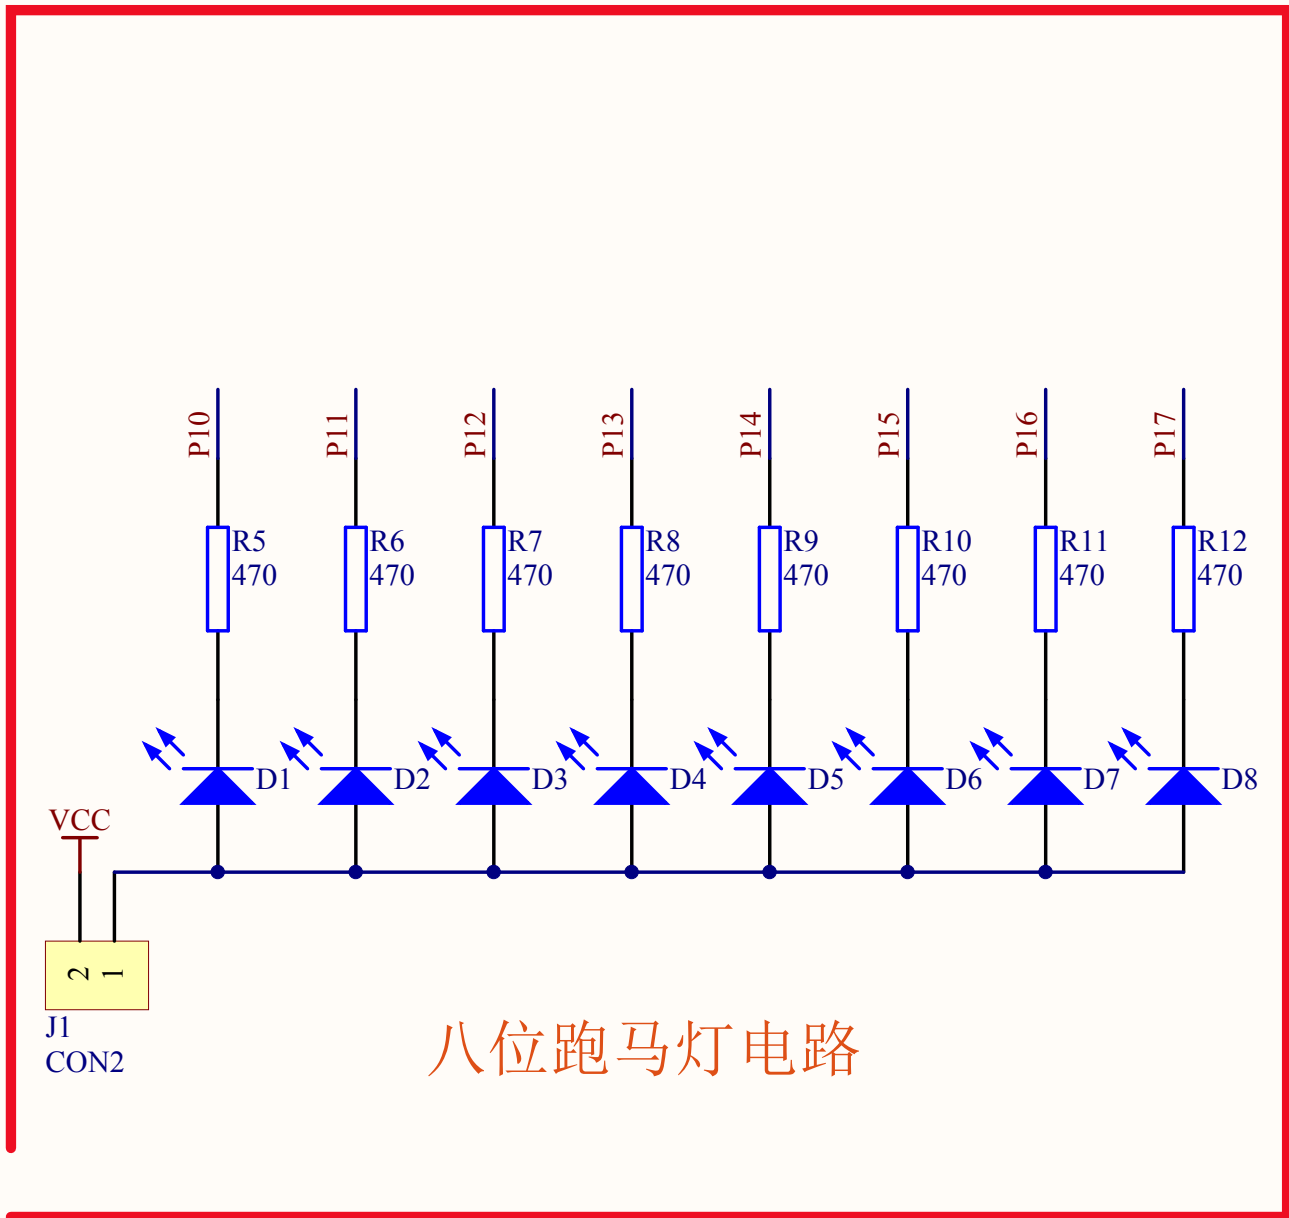 P10 P11 P12 P13 P14 P15 P16 P17
R5 R6 R7 R8 R9 R10 R11 R12
470 470 470 470 470 470 470 470
D1 D2 D3 D4 D5 D6 D7 D8
VCC
2 1
J1
CON2
八位跑马灯电路